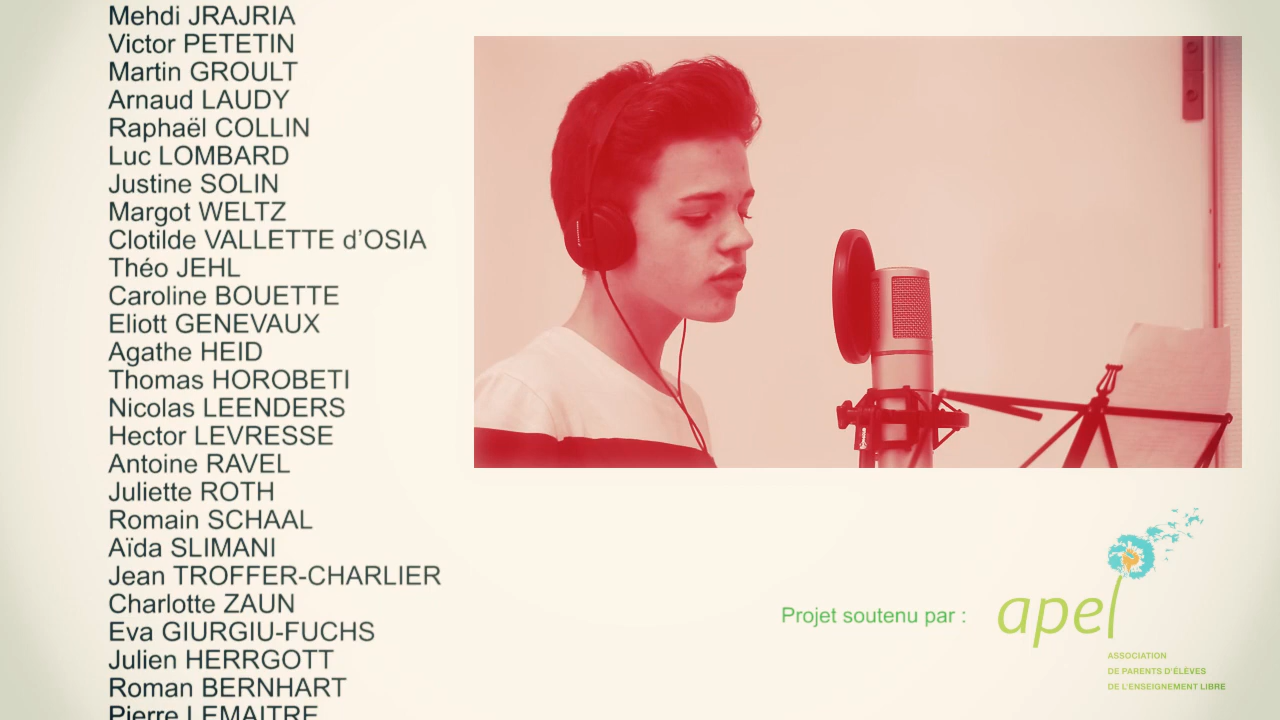 Mehdi JRAJRIA
Victor PETETIN
Martin GROULT
Arnaud LAUDY
Raphaël COLLIN
Luc LOMBARD
Justine SOLIN
Margot WELTZ
Clotilde VALLETTE d’OSIA
Théo JEHL
Caroline BOUETTE
Eliott GENEVAUX
Agathe HEID
Thomas HOROBETI
Nicolas LEENDERS
Hector LEVRESSE
Antoine RAVEL
Juliette ROTH
Romain SCHAAL
Aïda SLIMANI
Jean TROFFER-CHARLIER
Charlotte ZAUN
Eva GIURGIU-FUCHS
Julien HERRGOTT
Roman BERNHART
Pierre LEMAITRE
Projet soutenu par :
apel
ASSOCIATION
DE PARENTS D'ÉLÈVES
DE L'ENSEIGNEMENT LIBRE